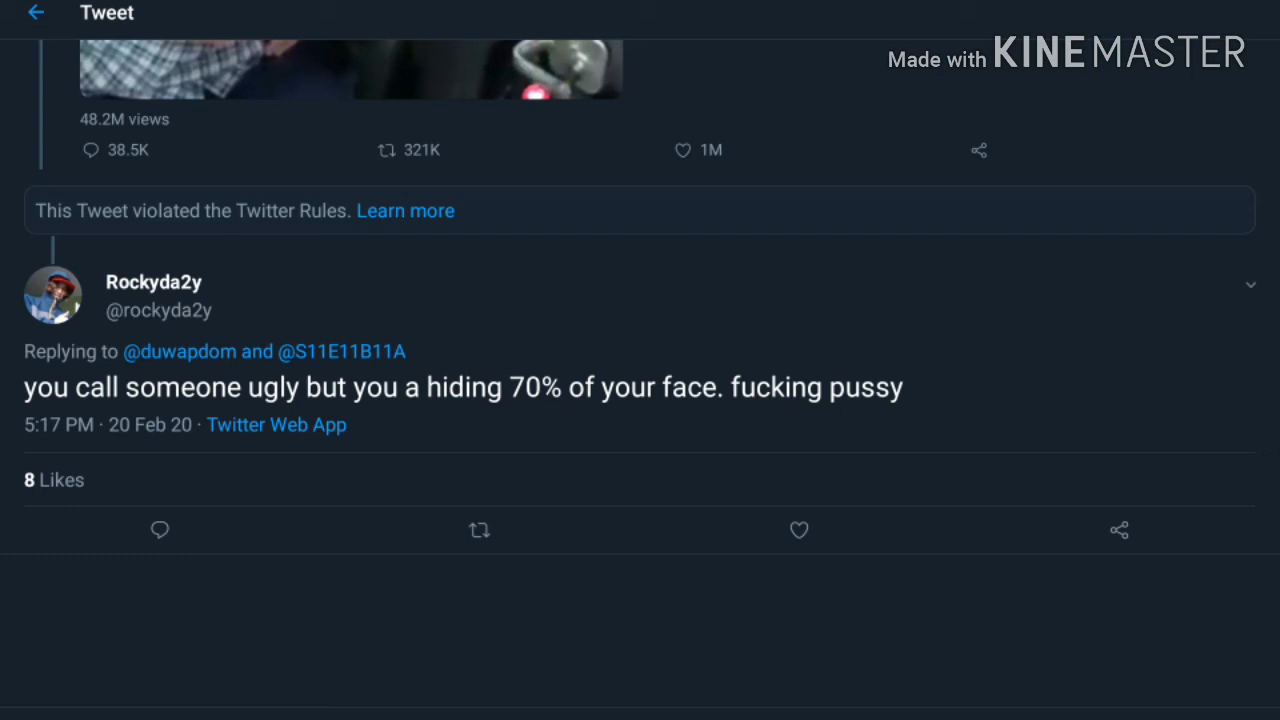 Tweet
Made with KINEMASTER
48.2M views
38.5K 321K 1M
This Tweet violated the Twitter Rules. Learn more
Rockyda2y
@rockyda2y
Replying to @duwapdom and @S11E11B11A
you call someone ugly but you a hiding 70% of your face. fucking pussy
5:17 PM · 20 Feb 20 · Twitter Web App
8 Likes